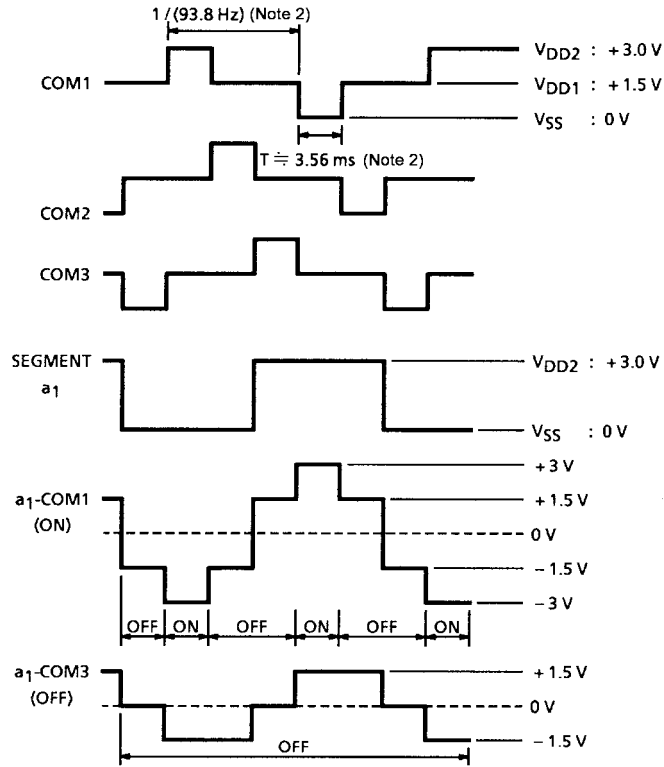 1 / (93.8 Hz) (Note 2)
VDD2 : +3.0 V
COM1
VDD1 : +1.5 V
VSS : 0 V
T ≒ 3.56 ms (Note 2)
COM2
COM3
SEGMENT
a1
VDD2 : +3.0 V
VSS : 0 V
+3 V
a1-COM1
(ON)
+1.5 V
0 V
−1.5 V
−3 V
OFF ON OFF ON OFF ON
a1-COM3
(OFF)
+1.5 V
0 V
−1.5 V
OFF